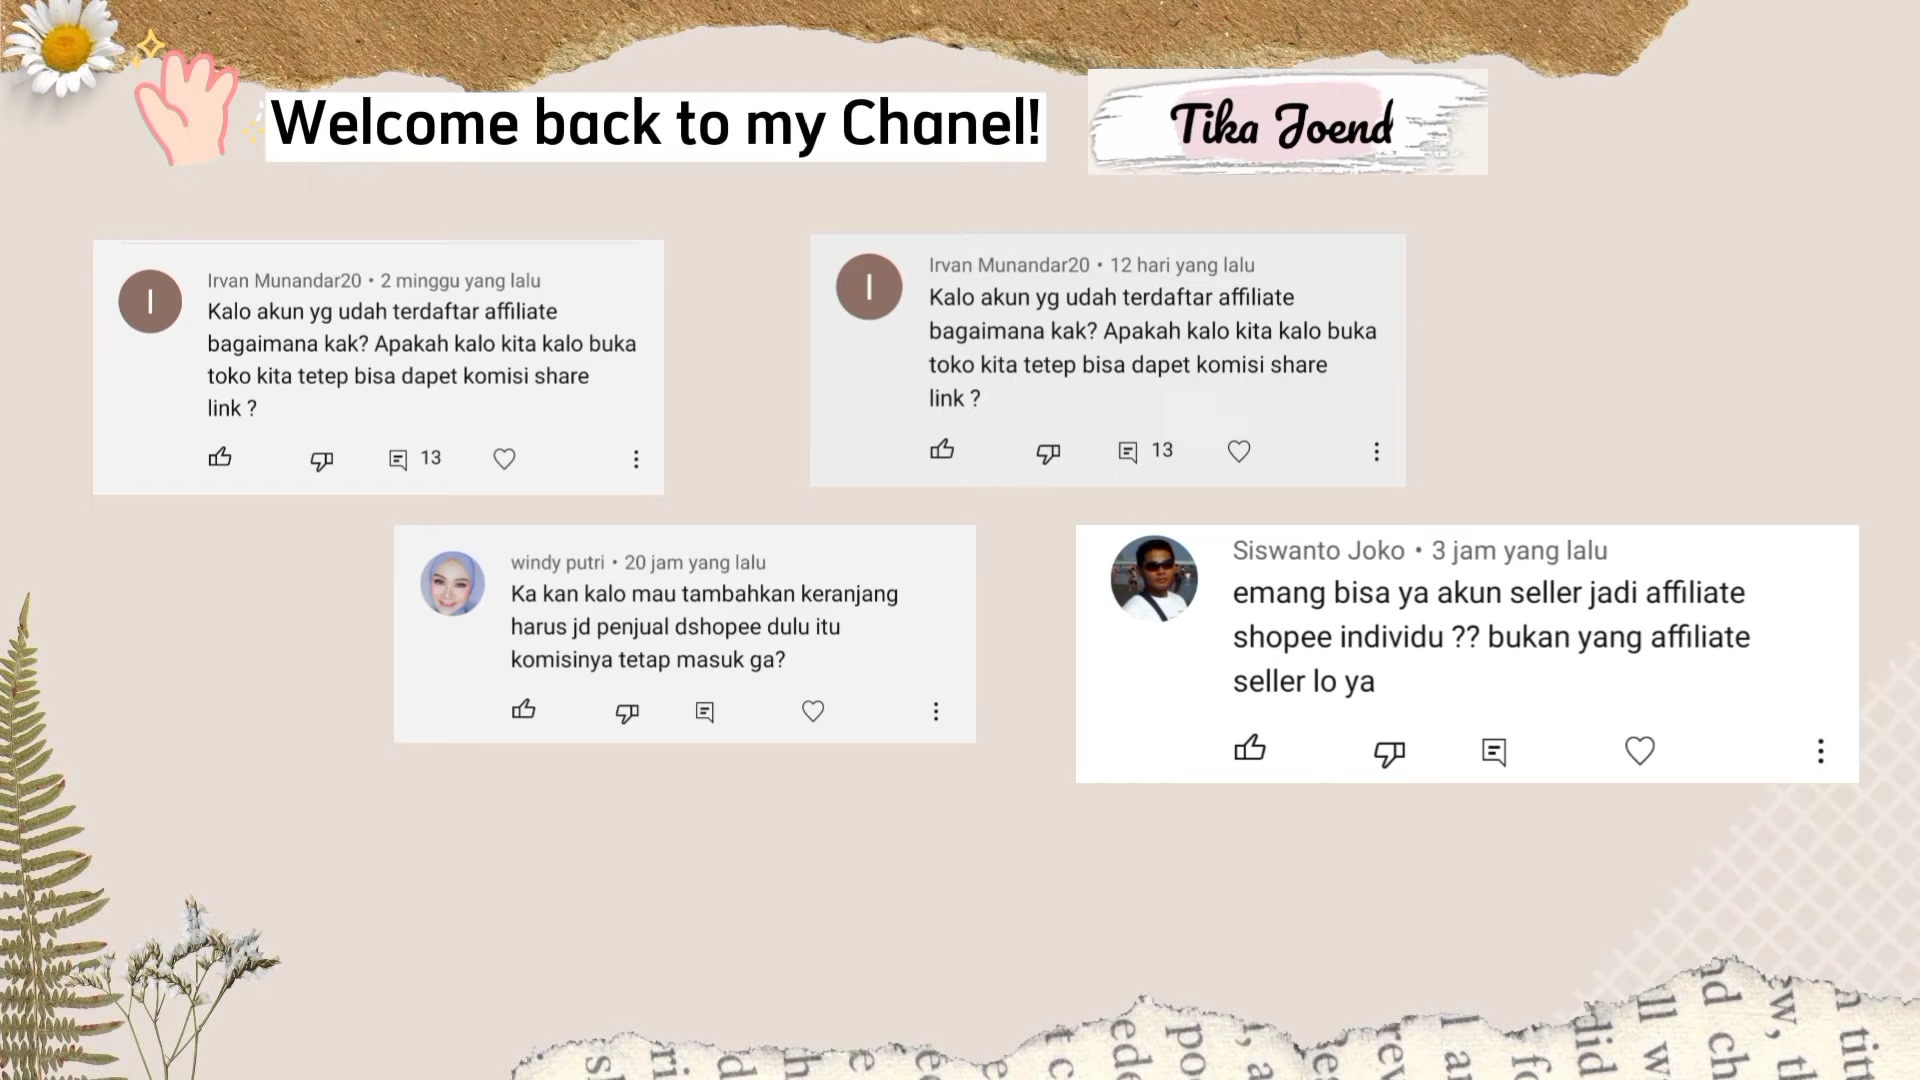 Welcome back to my Chanel!
Tika Joend
I
Irvan Munandar20 • 2 minggu yang lalu
Kalo akun yg udah terdaftar affiliate
bagaimana kak? Apakah kalo kita kalo buka
toko kita tetep bisa dapet komisi share
link ?
13
I
Irvan Munandar20 • 12 hari yang lalu
Kalo akun yg udah terdaftar affiliate
bagaimana kak? Apakah kalo kita kalo buka
toko kita tetep bisa dapet komisi share
link ?
13
windy putri • 20 jam yang lalu
Ka kan kalo mau tambahkan keranjang
harus jd penjual dshopee dulu itu
komisinya tetap masuk ga?
Siswanto Joko • 3 jam yang lalu
emang bisa ya akun seller jadi affiliate
shopee individu ?? bukan yang affiliate
seller lo ya